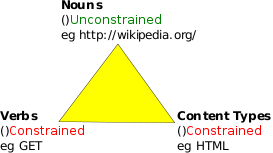 Nouns
()Unconstrained
eg http://wikipedia.org/
Verbs
()Constrained
eg GET
Content Types
()Constrained
eg HTML